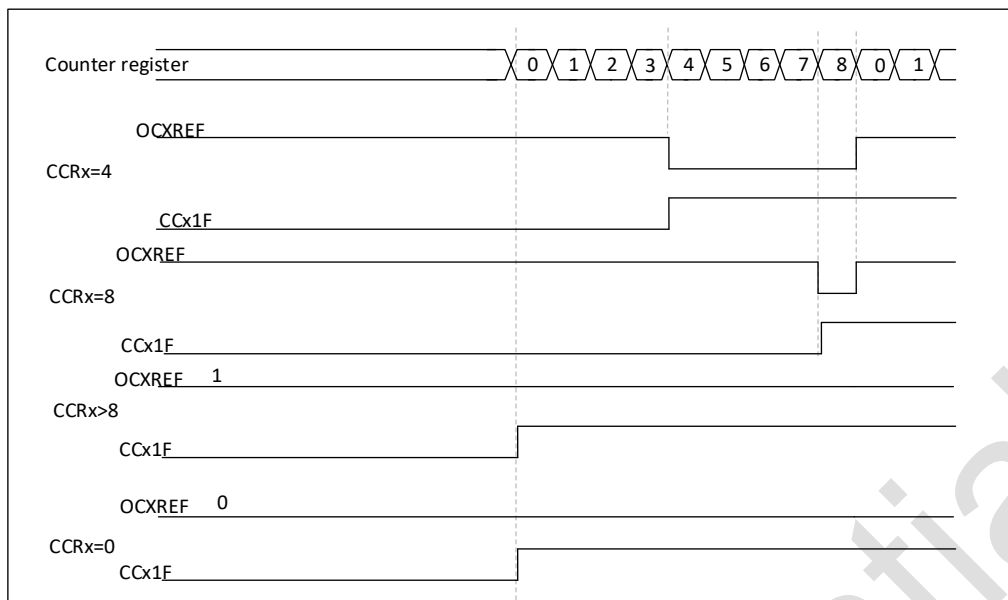 Counter register 0 1 2 3 4 5 6 7 8 0 1
OCXREF
CCRx=4
CCx1F
OCXREF
CCRx=8
CCx1F
OCXREF 1
CCRx>8
CCx1F
OCXREF 0
CCRx=0
CCx1F